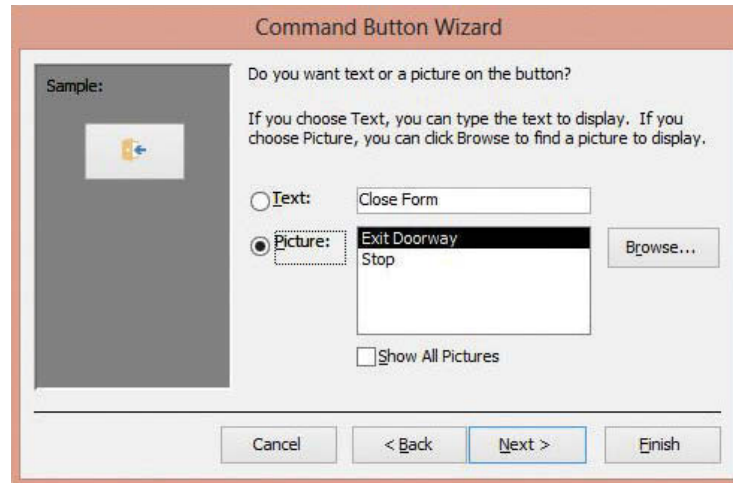 Command Button Wizard
Sample:
Do you want text or a picture on the button?
If you choose Text, you can type the text to display. If you
choose Picture, you can click Browse to find a picture to display.
Text:
Close Form
Picture:
Exit Doorway
Stop
Browse...
Show All Pictures
Cancel
< Back
Next >
Finish